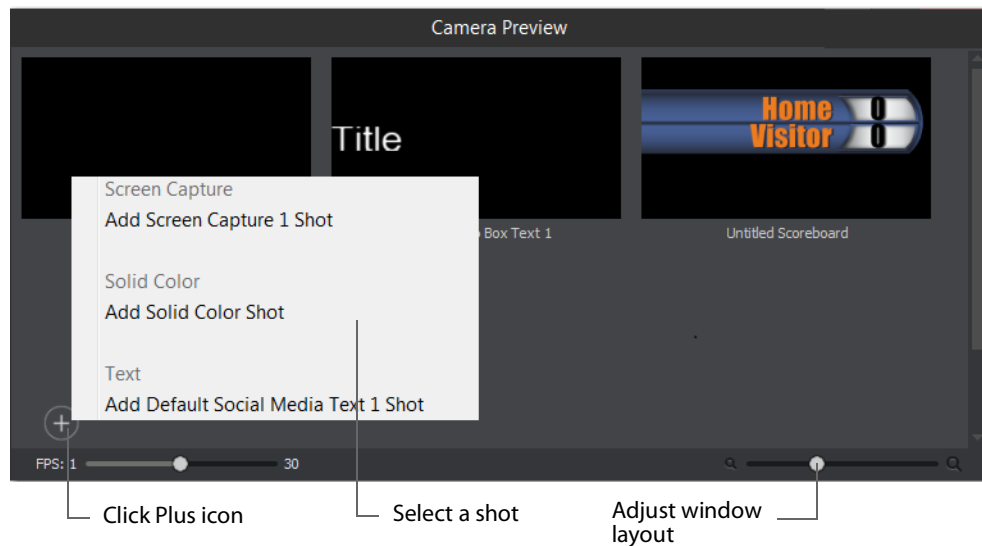 Camera Preview
Title
Home 0
Visitor 0
Box Text 1
Untitled Scoreboard
Screen Capture
Add Screen Capture 1 Shot
Solid Color
Add Solid Color Shot
Text
Add Default Social Media Text 1 Shot
FPS: 1
30
Click Plus icon
Select a shot
Adjust window
layout